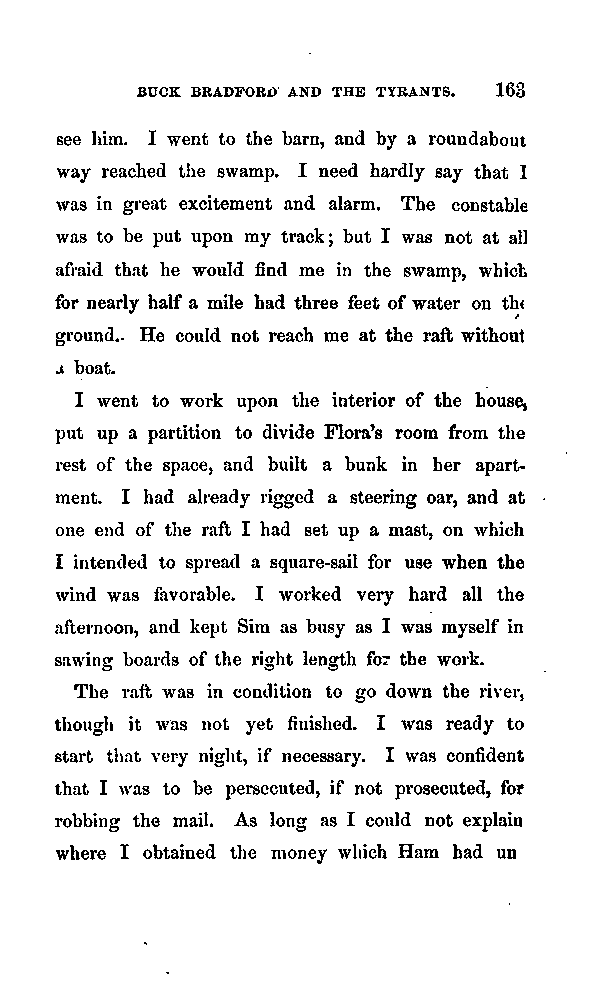 BUCK BRADFORD AND THE TYRANTS. 163
see him. I went to the barn, and by a roundabout
way reached the swamp. I need hardly say that I
was in great excitement and alarm. The constable
was to be put upon my track; but I was not at all
afraid that he would find me in the swamp, which
for nearly half a mile had three feet of water on the
ground. He could not reach me at the raft without
a boat.
I went to work upon the interior of the house,
put up a partition to divide Flora's room from the
rest of the space, and built a bunk in her apart-
ment. I had already rigged a steering oar, and at
one end of the raft I had set up a mast, on which
I intended to spread a square-sail for use when the
wind was favorable. I worked very hard all the
afternoon, and kept Sim as busy as I was myself in
sawing boards of the right length for the work.
The raft was in condition to go down the river,
though it was not yet finished. I was ready to
start that very night, if necessary. I was confident
that I was to be persecuted, if not prosecuted, for
robbing the mail. As long as I could not explain
where I obtained the money which Ham had un